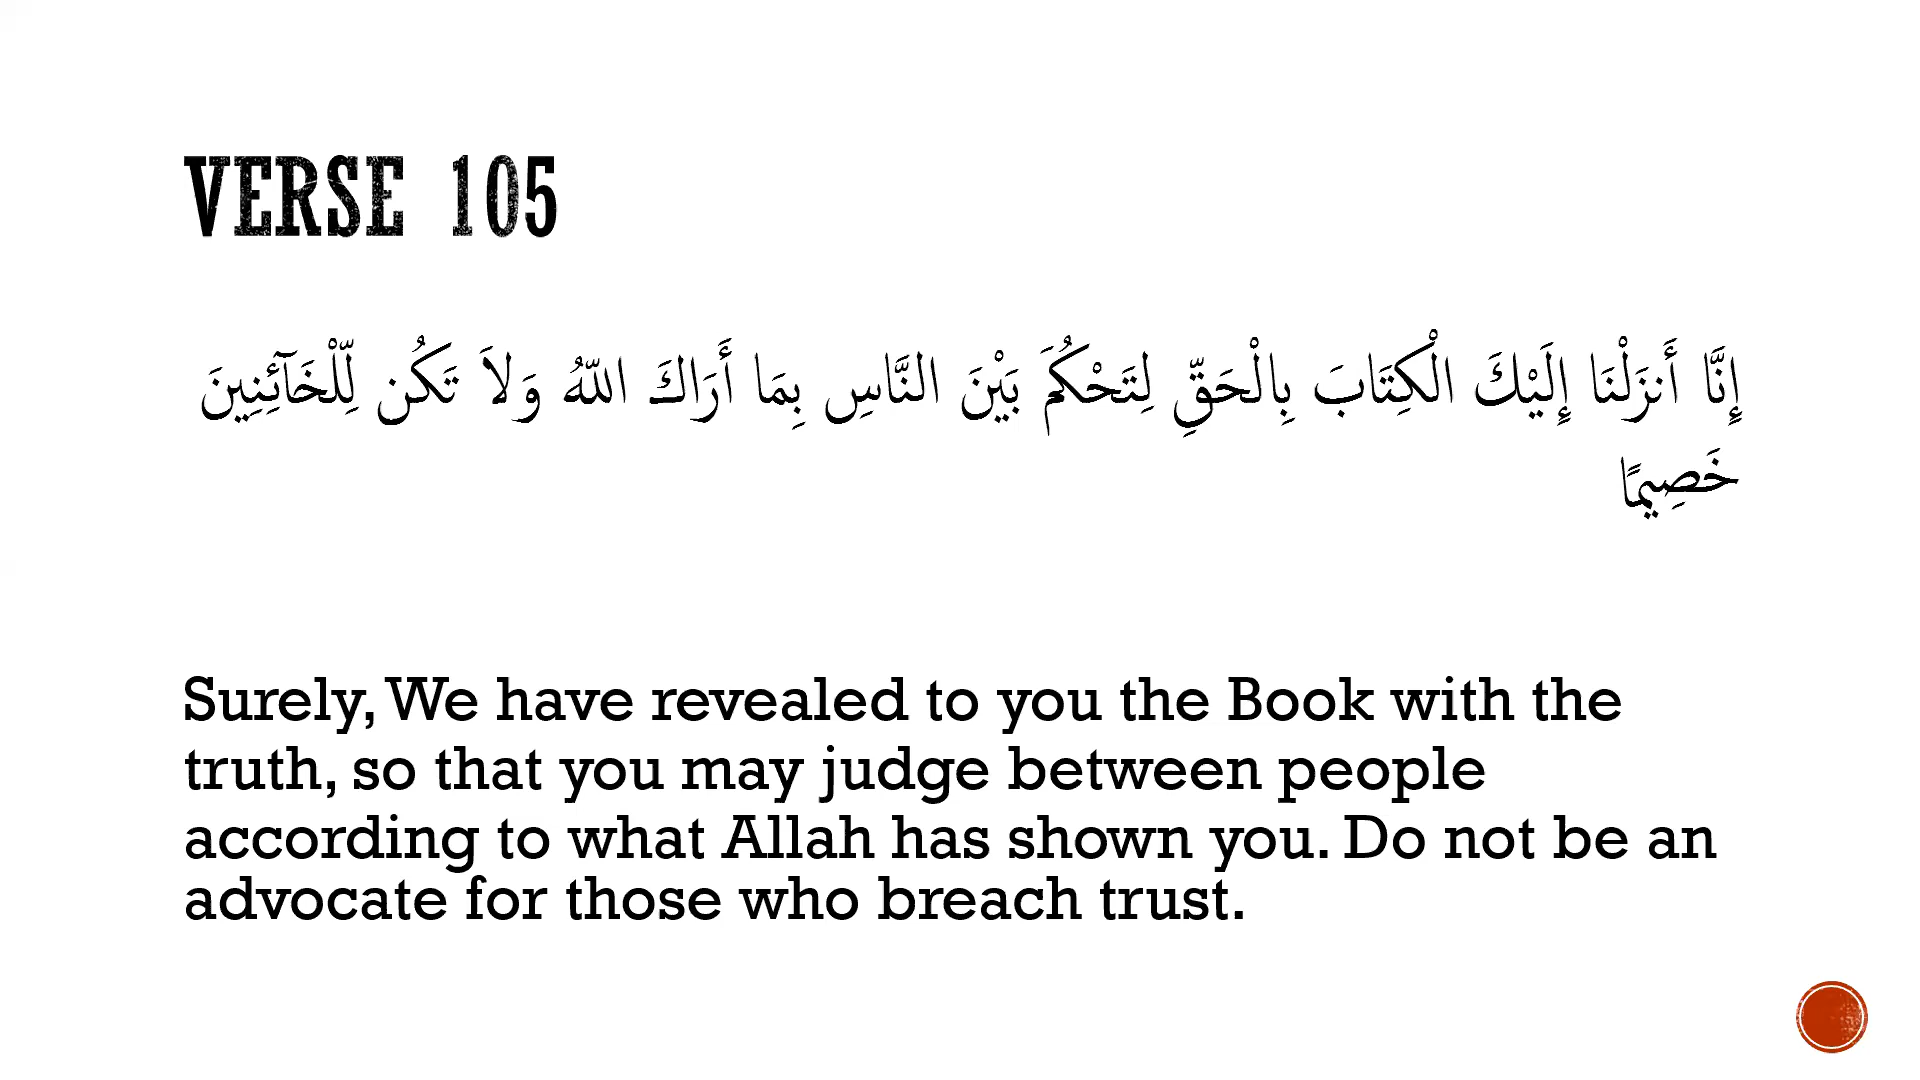 VERSE 105
إِنَّا أَنزَلْنَا إِلَيْكَ الْكِتَابَ بِالْحَقِّ لِتَحْكُمَ بَيْنَ النَّاسِ بِمَا أَرَاكَ اللّهُ وَلاَ تَكُن لِّلْخَآئِنِينَ
خَصِيمًا
Surely, We have revealed to you the Book with the
truth, so that you may judge between people
according to what Allah has shown you. Do not be an
advocate for those who breach trust.